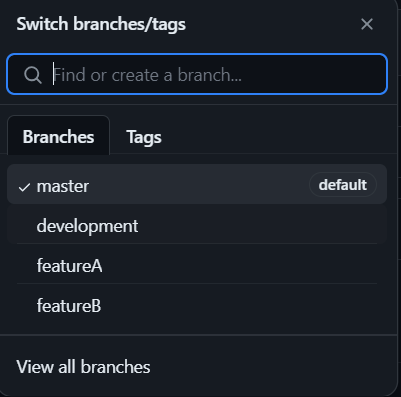 Switch branches/tags
Find or create a branch...
Branches Tags
master default
development
featureA
featureB
View all branches